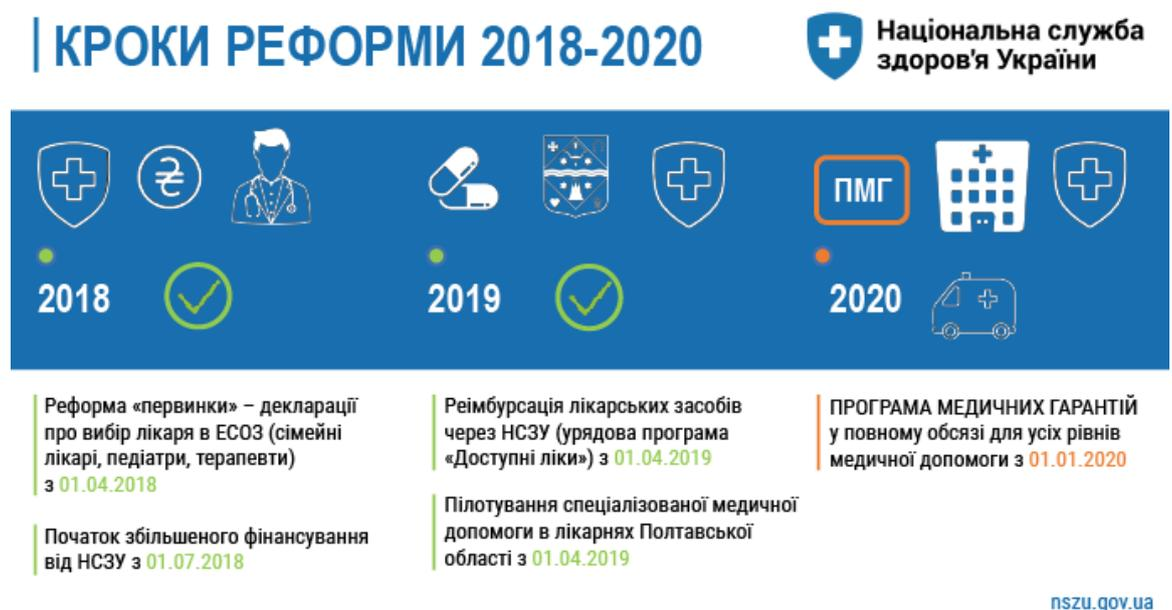 КРОКИ РЕФОРМИ 2018-2020
Національна служба
здоров'я України
ПМГ
2018
2019
2020
Реформа «первинки» – декларації
про вибір лікаря в ЕСОЗ (сімейні
лікарі, педіатри, терапевти)
з 01.04.2018
Початок збільшеного фінансування
від НСЗУ з 01.07.2018
Реімбурсація лікарських засобів
через НСЗУ (урядова програма
«Доступні ліки») з 01.04.2019
Пілотування спеціалізованої медичної
допомоги в лікарнях Полтавської
області з 01.04.2019
ПРОГРАМА МЕДИЧНИХ ГАРАНТІЙ
у повному обсязі для усіх рівнів
медичної допомоги з 01.01.2020
nszu.gov.ua